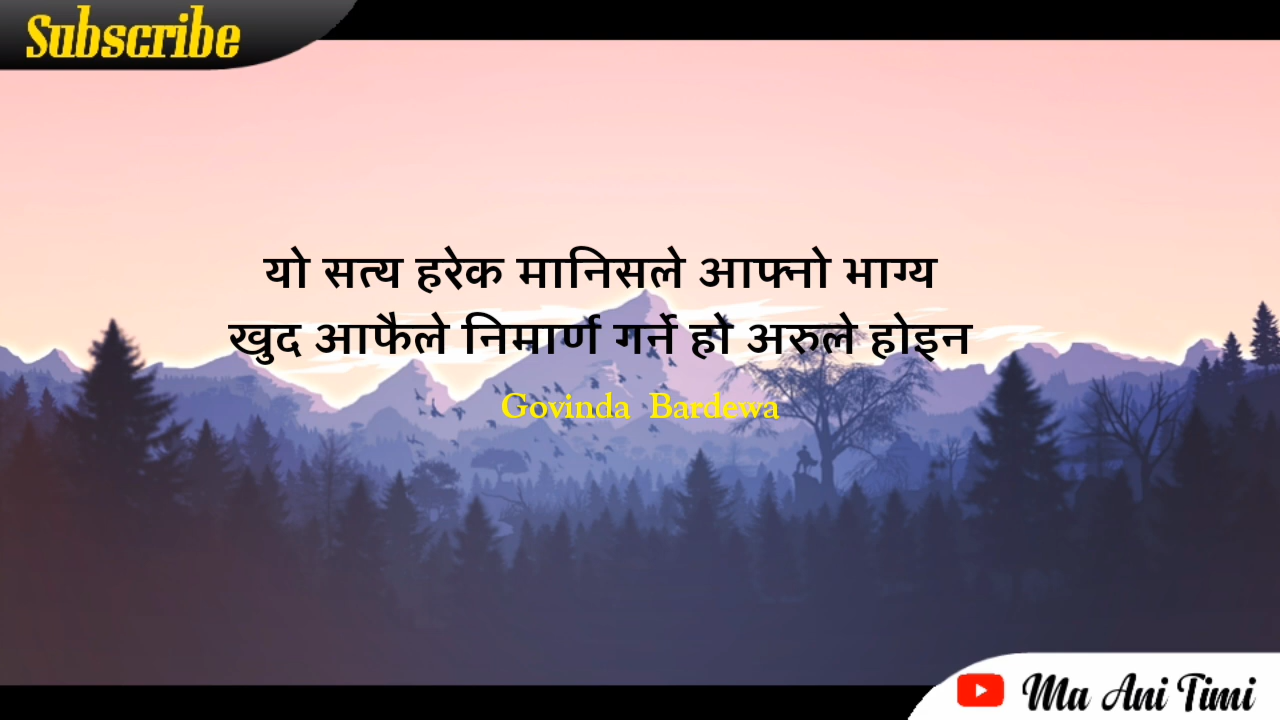 Subscribe
यो सत्य हरेक मानिसले आफ्नो भाग्य
खुद आफैले निमार्ण गर्ने हो अरुले होइन
Govinda Bardewa
Ma Ani Timi